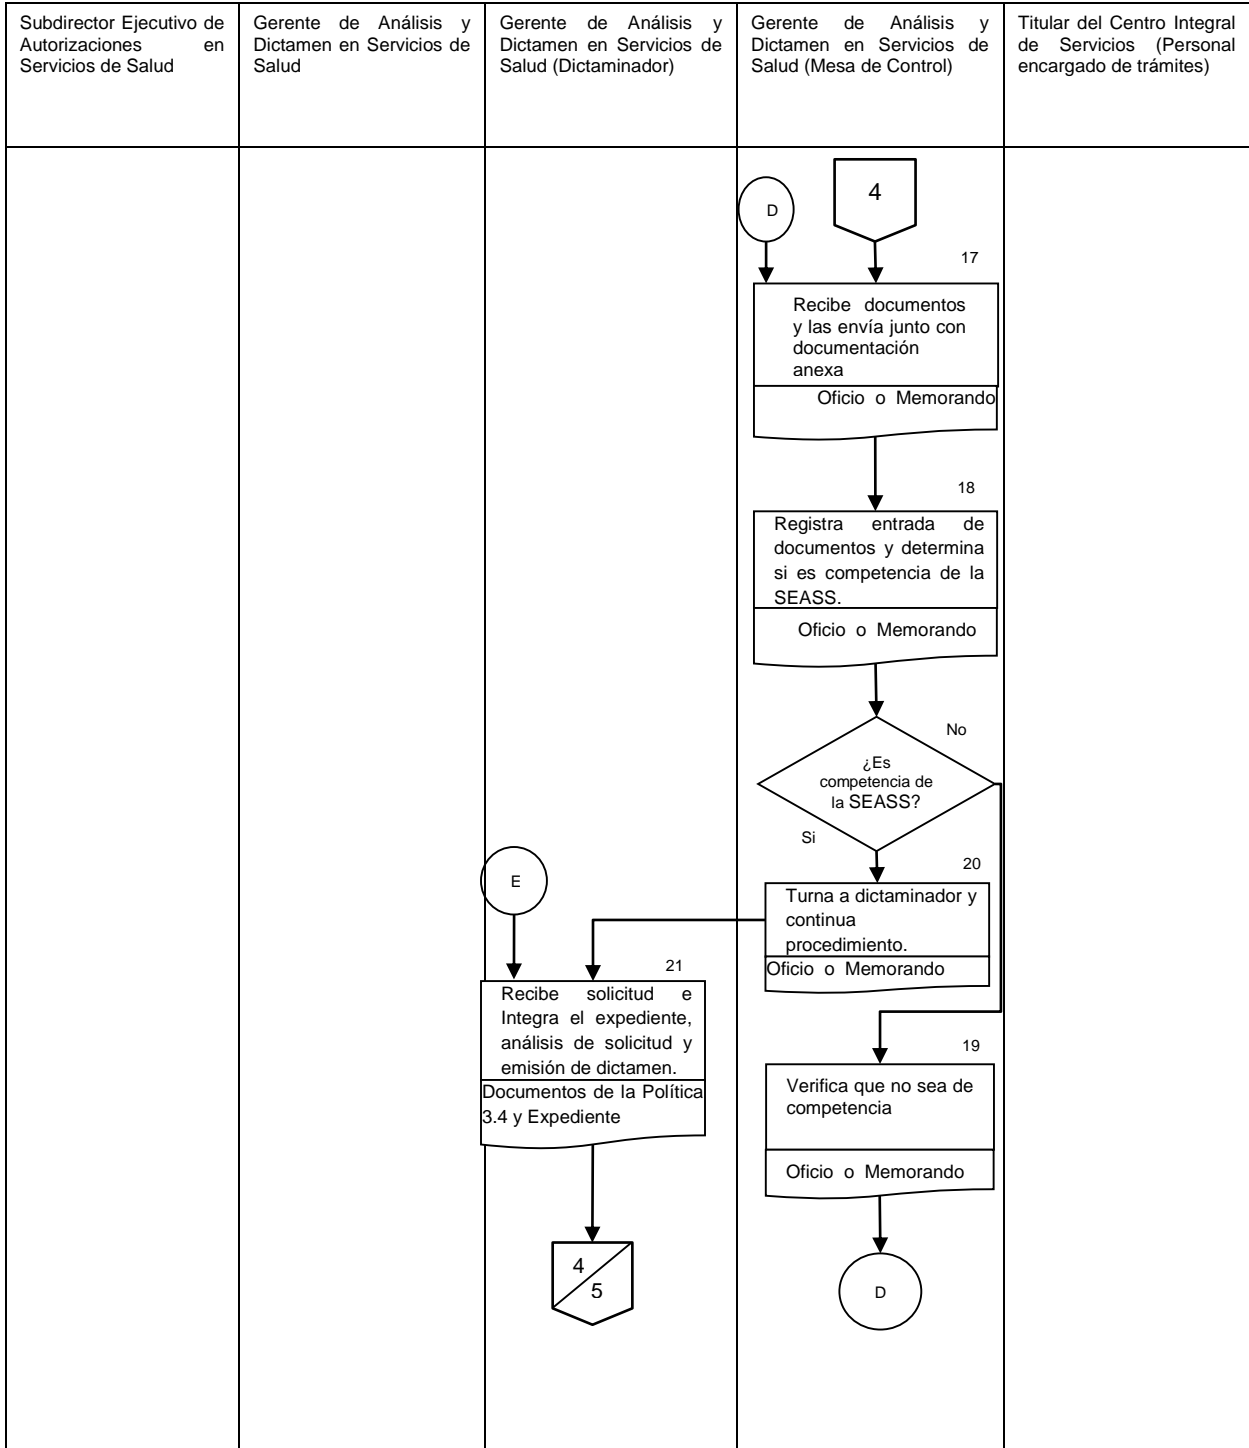 Subdirector Ejecutivo de
Autorizaciones en
Servicios de Salud
Gerente de Análisis y
Dictamen en Servicios de
Salud
Gerente de Análisis y
Dictamen en Servicios de
Salud (Dictaminador)
Gerente de Análisis y
Dictamen en Servicios de
Salud (Mesa de Control)
Titular del Centro Integral
de Servicios (Personal
encargado de trámites)
D
4
17
Recibe documentos
y las envía junto con
documentación
anexa
Oficio o Memorando
18
Registra entrada de
documentos y determina
si es competencia de la
SEASS.
Oficio o Memorando
No
¿Es
competencia de
la SEASS?
Si
20
Turna a dictaminador y
continua
procedimiento.
Oficio o Memorando
E
21
Recibe solicitud e
Integra el expediente,
análisis de solicitud y
emisión de dictamen.
Documentos de la Política
3.4 y Expediente
19
Verifica que no sea de
competencia
Oficio o Memorando
4
5
D